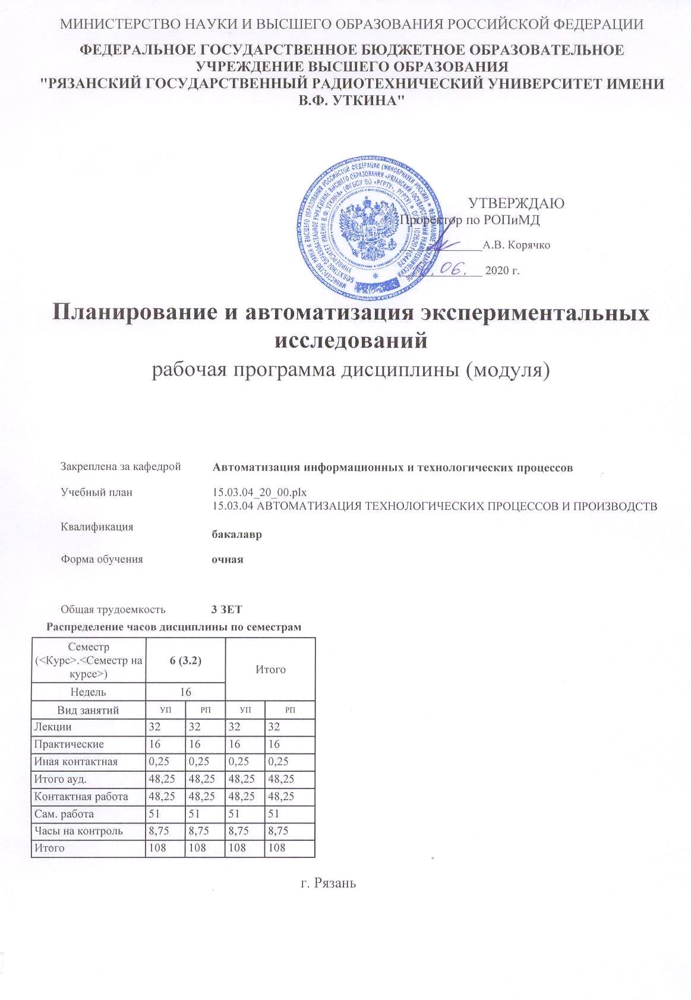 МИНИСТЕРСТВО НАУКИ И ВЫСШЕГО ОБРАЗОВАНИЯ РОССИЙСКОЙ ФЕДЕРАЦИИ
ФЕДЕРАЛЬНОЕ ГОСУДАРСТВЕННОЕ БЮДЖЕТНОЕ ОБРАЗОВАТЕЛЬНОЕ
УЧРЕЖДЕНИЕ ВЫСШЕГО ОБРАЗОВАНИЯ
"РЯЗАНСКИЙ ГОСУДАРСТВЕННЫЙ РАДИОТЕХНИЧЕСКИЙ УНИВЕРСИТЕТ ИМЕНИ
В.Ф. УТКИНА"
УТВЕРЖДАЮ
Проректор по РОПиМД
А.В. Корячко
06. 2020 г.
Планирование и автоматизация экспериментальных
исследований
рабочая программа дисциплины (модуля)
Закреплена за кафедрой Автоматизация информационных и технологических процессов
Учебный план 15.03.04_20_00.plx
15.03.04 АВТОМАТИЗАЦИЯ ТЕХНОЛОГИЧЕСКИХ ПРОЦЕССОВ И ПРОИЗВОДСТВ
Квалификация бакалавр
Форма обучения очная
Общая трудоемкость 3 ЗЕТ
Распределение часов дисциплины по семестрам
Семестр
(<Курс>.<Семестр на
курсе>) 6 (3.2) Итого
Недель 16
Вид занятий УП РП УП РП
Лекции 32 32 32 32
Практические 16 16 16 16
Иная контактная 0,25 0,25 0,25 0,25
Итого ауд. 48,25 48,25 48,25 48,25
Контактная работа 48,25 48,25 48,25 48,25
Сам. работа 51 51 51 51
Часы на контроль 8,75 8,75 8,75 8,75
Итого 108 108 108 108
г. Рязань